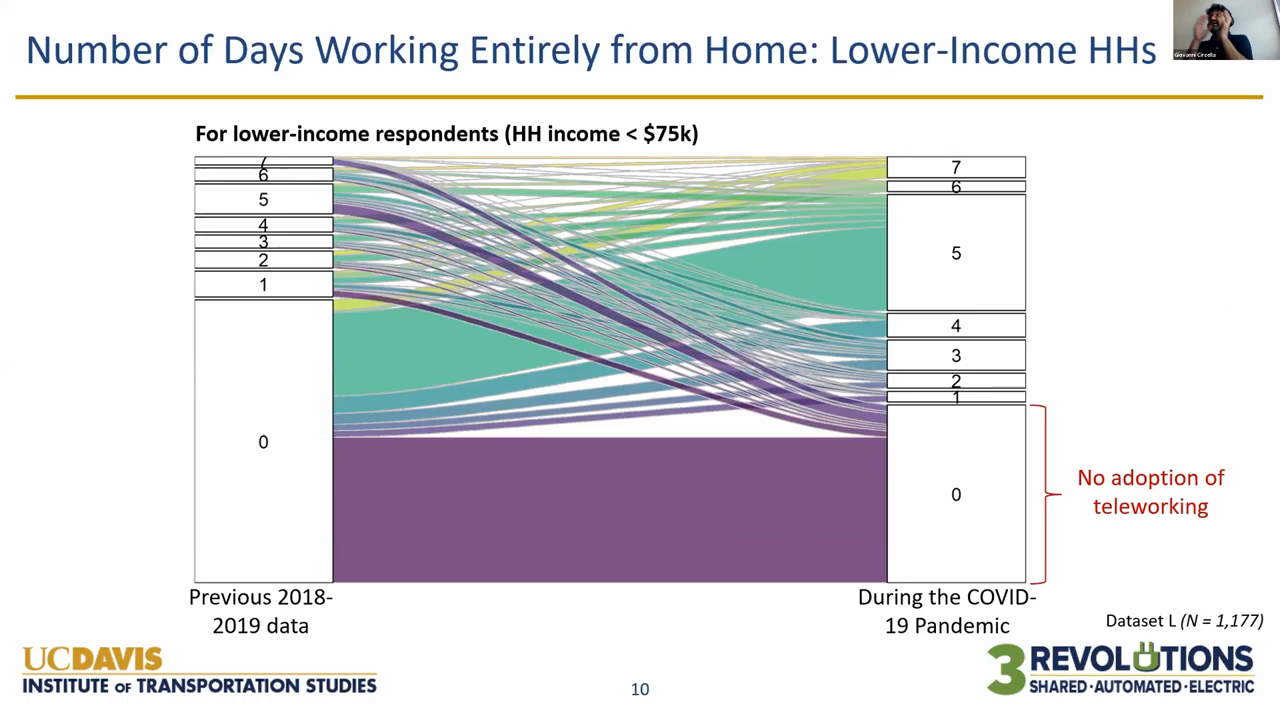 Number of Days Working Entirely from Home: Lower-Income HHs
Giovanni Circella
For lower-income respondents (HH income < $75k)
7
6
5
4
3
2
1
0
7
6
5
4
3
2
1
0
No adoption of
teleworking
Previous 2018-
2019 data
During the COVID-
19 Pandemic
Dataset L (N = 1,177)
UCDAVIS
INSTITUTE OF TRANSPORTATION STUDIES
10
3 REVOLUTIONS
SHARED·AUTOMATED·ELECTRIC